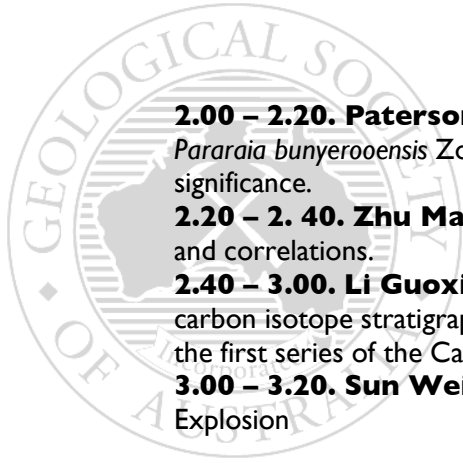 GEOLOGICAL SOCIETY
OF AUSTRALIA
Incorporated
2.00 – 2.20. Paterso
Pararaia bunyerooensis Zo
significance.
2.20 – 2. 40. Zhu Ma
and correlations.
2.40 – 3.00. Li Guoxi
carbon isotope stratigrap
the first series of the Ca
3.00 – 3.20. Sun Wei
Explosion